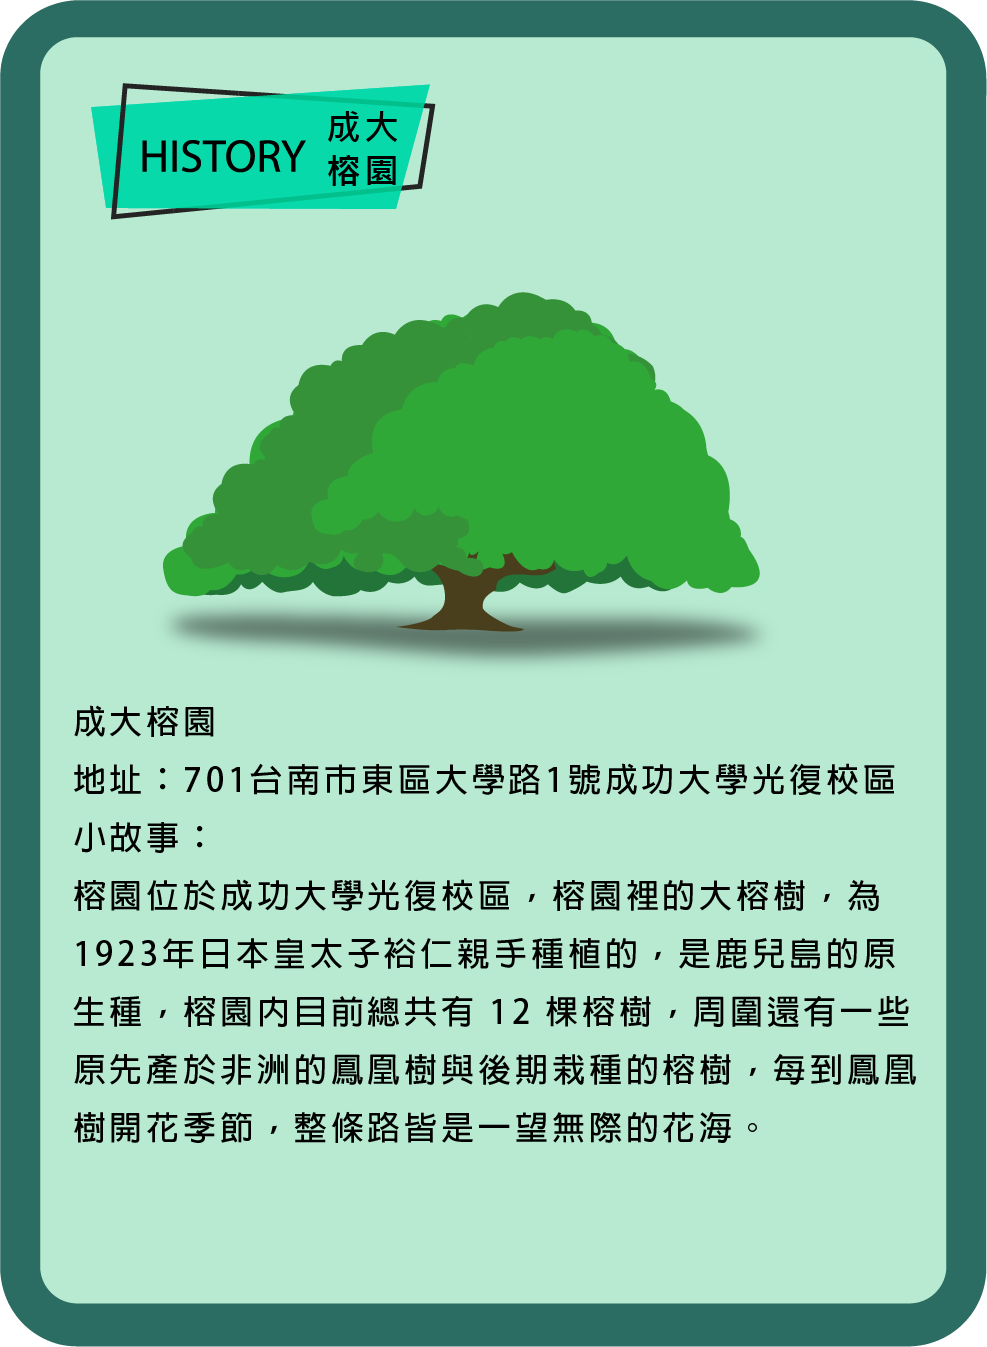 HISTORY
成大
榕園
成大榕園
地址：701台南市東區大學路1號成功大學光復校區
小故事：
榕園位於成功大學光復校區，榕園裡的大榕樹，為
1923年日本皇太子裕仁親手種植的，是鹿兒島的原
生種，榕園內目前總共有 12 棵榕樹，周圍還有一些
原先產於非洲的鳳凰樹與後期栽種的榕樹，每到鳳凰
樹開花季節，整條路皆是一望無際的花海。